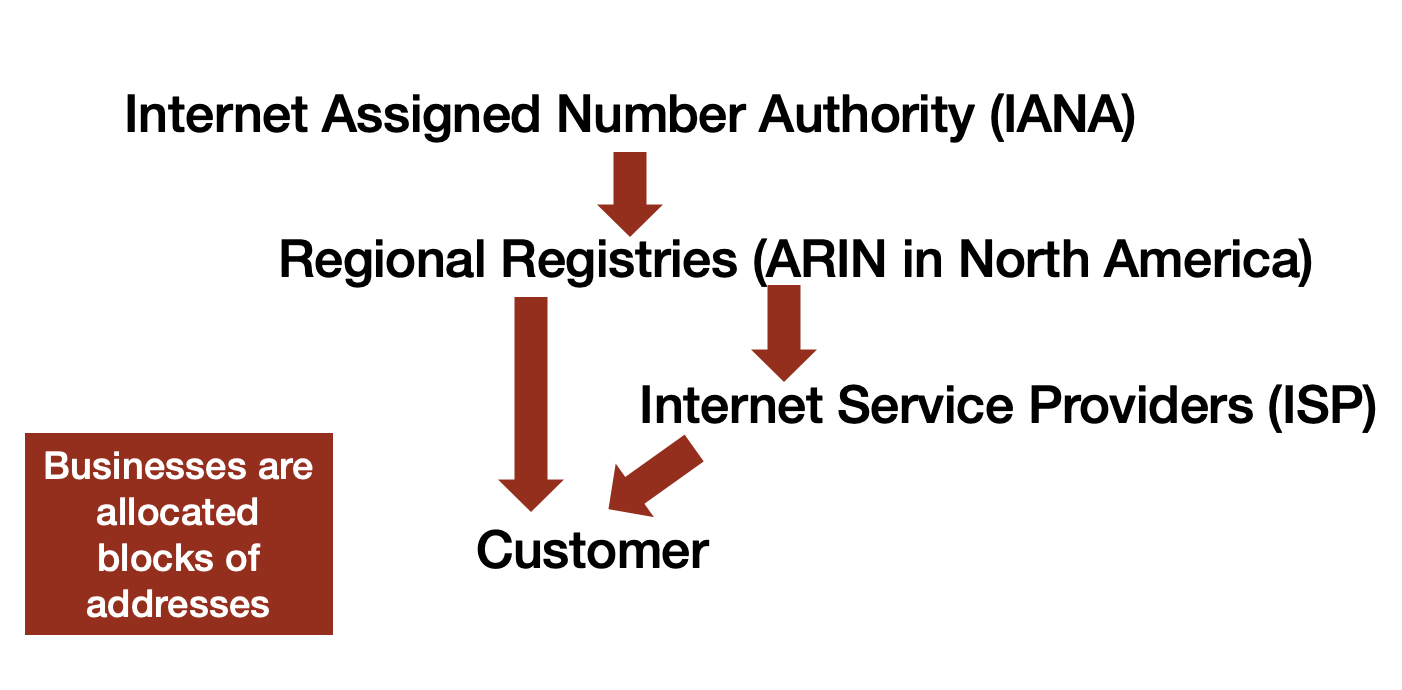 Internet Assigned Number Authority (IANA)
Regional Registries (ARIN in North America)
Internet Service Providers (ISP)
Businesses are
allocated
blocks of
addresses
Customer